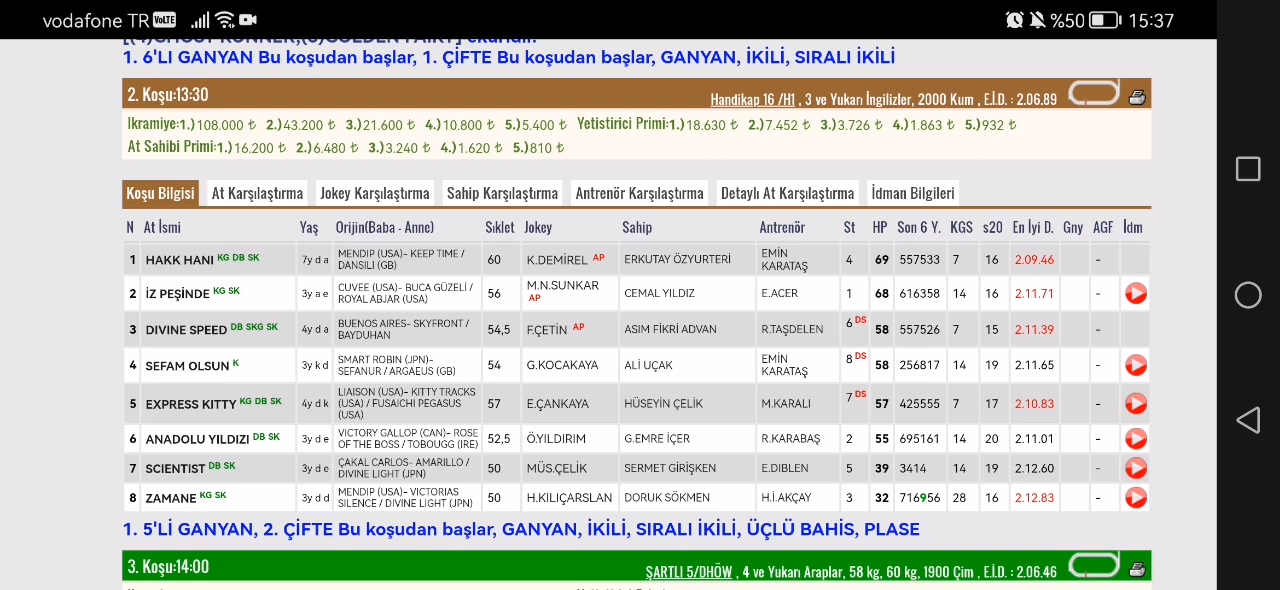 vodafone TR VoLTE %50 15:37
[(4)GHOST RUNNER,(6)GOLDEN FAIRY] eküridir.
1. 6'LI GANYAN Bu koşudan başlar, 1. ÇİFTE Bu koşudan başlar, GANYAN, İKİLİ, SIRALI İKİLİ
2. Koşu:13:30 Handikap 16 /H1 , 3 ve Yukarı İngilizler, 2000 Kum , E.İ.D. : 2.06.89
Ikramiye:1.)108.000 ₺ 2.)43.200 ₺ 3.)21.600 ₺ 4.)10.800 ₺ 5.)5.400 ₺ Yetistirici Primi:1.)18.630 ₺ 2.)7.452 ₺ 3.)3.726 ₺ 4.)1.863 ₺ 5.)932 ₺
At Sahibi Primi:1.)16.200 ₺ 2.)6.480 ₺ 3.)3.240 ₺ 4.)1.620 ₺ 5.)810 ₺
Koşu Bilgisi At Karşılaştırma Jokey Karşılaştırma Sahip Karşılaştırma Antrenör Karşılaştırma Detaylı At Karşılaştırma İdman Bilgileri
N At İsmi Yaş Orijin(Baba - Anne) Sıklet Jokey Sahip Antrenör St HP Son 6 Y. KGS s20 En İyi D. Gny AGF İdm
1 HAKK HANI KG DB SK 7y d a MENDIP (USA)- KEEP TIME / DANSILI (GB) 60 K.DEMİREL AP ERKUTAY ÖZYURTERİ EMİN KARATAŞ 4 69 557533 7 16 2.09.46 -
2 İZ PEŞİNDE KG SK 3y a e CUVEE (USA)- BUCA GÜZELİ / ROYAL ABJAR (USA) 56 M.N.SUNKAR AP CEMAL YILDIZ E.ACER 1 68 616358 14 16 2.11.71 -
3 DIVINE SPEED DB SKG SK 4y d a BUENOS AIRES- SKYFRONT / BAYDUHAN 54,5 F.ÇETİN AP ASIM FİKRİ ADVAN R.TAŞDELEN 6 DS 58 557526 7 15 2.11.39 -
4 SEFAM OLSUN K 3y k d SMART ROBIN (JPN)- SEFANUR / ARGAEUS (GB) 54 G.KOCAKAYA ALİ UÇAK EMİN KARATAŞ 8 DS 58 256817 14 19 2.11.65 -
5 EXPRESS KITTY KG DB SK 4y d k LIAISON (USA)- KITTY TRACKS (USA) / FUSAICHI PEGASUS (USA) 57 E.ÇANKAYA HÜSEYİN ÇELİK M.KARALI 7 DS 57 425555 7 17 2.10.83 -
6 ANADOLU YILDIZI DB SK 3y d e VICTORY GALLOP (CAN)- ROSE OF THE BOSS / TOBOUGG (IRE) 52,5 Ö.YILDIRIM G.EMRE İÇER R.KARABAŞ 2 55 695161 14 20 2.11.01 -
7 SCIENTIST DB SK 3y d e ÇAKAL CARLOS- AMARILLO / DIVINE LIGHT (JPN) 50 MÜS.ÇELİK SERMET GİRİŞKEN E.DIBLEN 5 39 3414 14 19 2.12.60 -
8 ZAMANE KG SK 3y d d MENDIP (USA)- VICTORIAS SILENCE / DIVINE LIGHT (JPN) 50 H.KILIÇARSLAN DORUK SÖKMEN H.İ.AKÇAY 3 32 716956 28 16 2.12.83 -
1. 5'Lİ GANYAN, 2. ÇİFTE Bu koşudan başlar, GANYAN, İKİLİ, SIRALI İKİLİ, ÜÇLÜ BAHİS, PLASE
3. Koşu:14:00 ŞARTLI 5/DHÖW , 4 ve Yukarı Araplar, 58 kg, 60 kg, 1900 Çim , E.İ.D. : 2.06.46